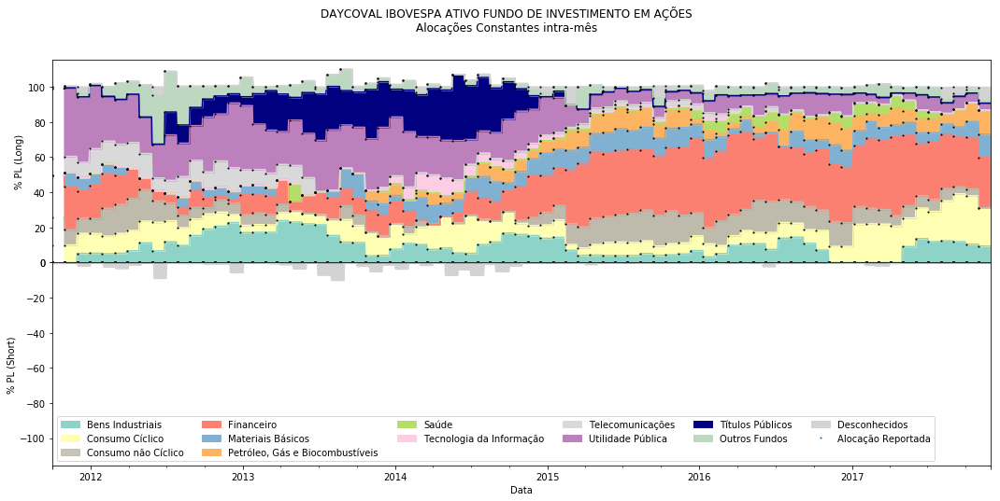 DAYCOVAL IBOVESPA ATIVO FUNDO DE INVESTIMENTO EM AÇÕES
Alocações Constantes intra-mês
% PL (Long)
100
80
60
40
20
0
0
% PL (Short)
−20
−40
−60
−80
−100
Bens Industriais
Consumo Cíclico
Consumo não Cíclico
Financeiro
Materiais Básicos
Petróleo, Gás e Biocombustíveis
Saúde
Tecnologia da Informação
Telecomunicações
Utilidade Pública
Títulos Públicos
Outros Fundos
Desconhecidos
Alocação Reportada
2012
2013
2014
2015
2016
2017
Data